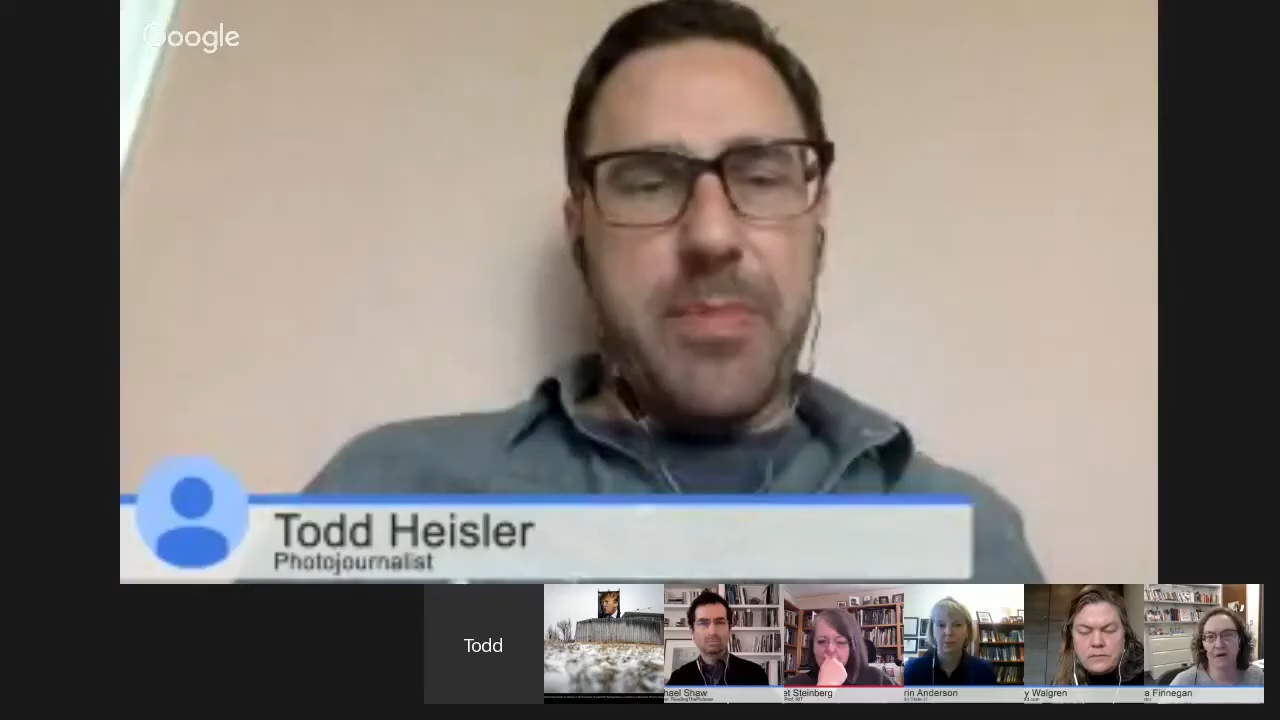 Google
Todd Heisler
Photojournalist
Todd
hael Shaw
et Steinberg
rin Anderson
y Walgren
a Finnegan